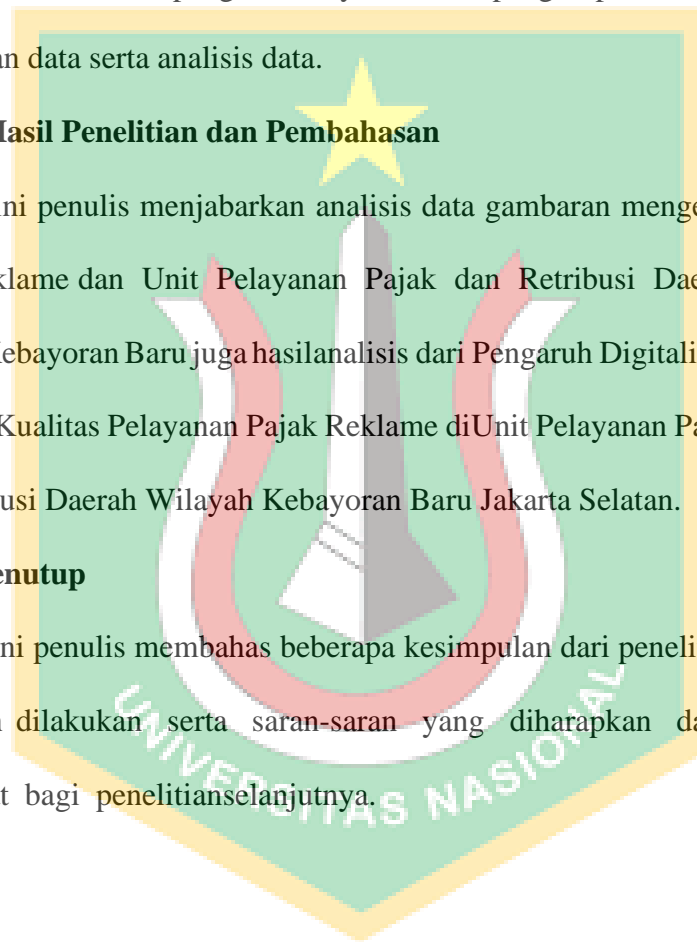 an data serta analisis data.
Hasil Penelitian dan Pembahasan
ini penulis menjabarkan analisis data gambaran menge
klame dan Unit Pelayanan Pajak dan Retribusi Dae
Kebayoran Baru juga hasilanalisis dari Pengaruh Digitali
Kualitas Pelayanan Pajak Reklame diUnit Pelayanan Pa
usi Daerah Wilayah Kebayoran Baru Jakarta Selatan.
enutup
ni penulis membahas beberapa kesimpulan dari peneli
dilakukan serta saran-saran yang diharapkan da
t bagi penelitianselanjutnya.
UNIVERSITAS NASIONAL